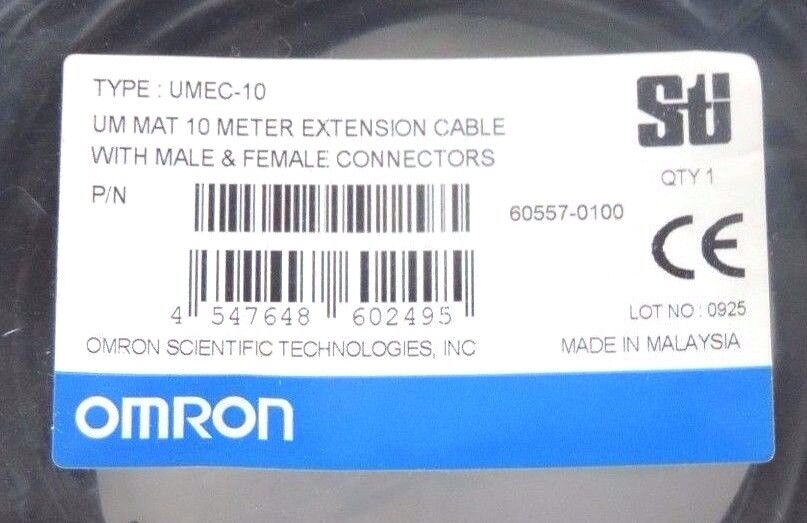 TYPE : UMEC-10
UM MAT 10 METER EXTENSION CABLE
WITH MALE & FEMALE CONNECTORS
Sti
QTY 1
P/N
60557-0100
CE
4 547648 602495
LOT NO : 0925
OMRON SCIENTIFIC TECHNOLOGIES, INC
MADE IN MALAYSIA
OMRON